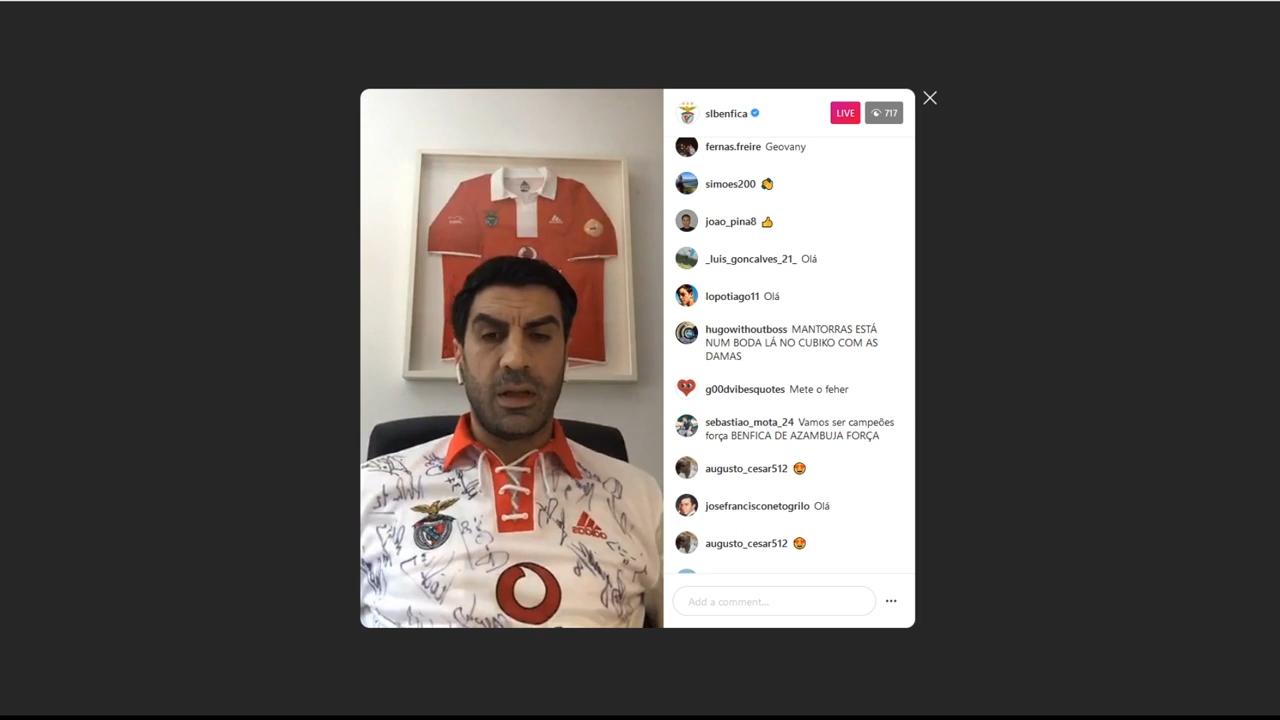 slbenfica
LIVE
717
fernas.freire Geovany
simoes200 👏
joao_pina8 👍
_luis_goncalves_21_ Olá
lopotiago11 Olá
hugowithoutboss MANTORRAS ESTÁ
NUM BODA LÁ NO CUBIKO COM AS
DAMAS
g00dvibesquotes Mete o feher
sebastiao_mota_24 Vamos ser campeões
força BENFICA DE AZAMBUJA FORÇA
augusto_cesar512 😍
josefrancisconetogrilo Olá
augusto_cesar512 😍
Add a comment...
adidas